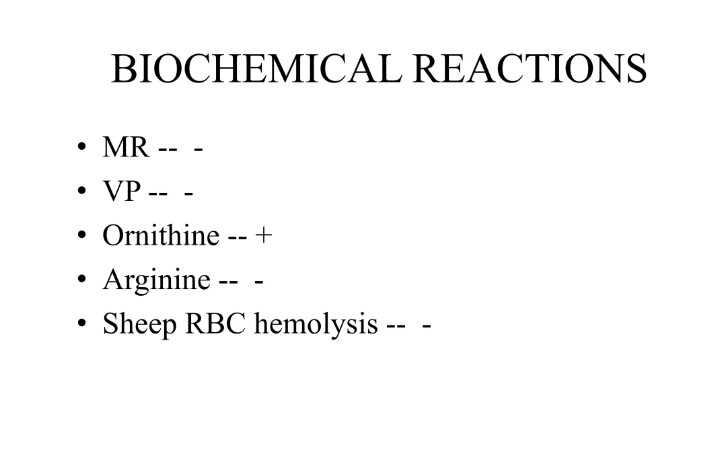 BIOCHEMICAL REACTIONS
• MR -- -
• VP -- -
• Ornithine -- +
• Arginine -- -
• Sheep RBC hemolysis -- -